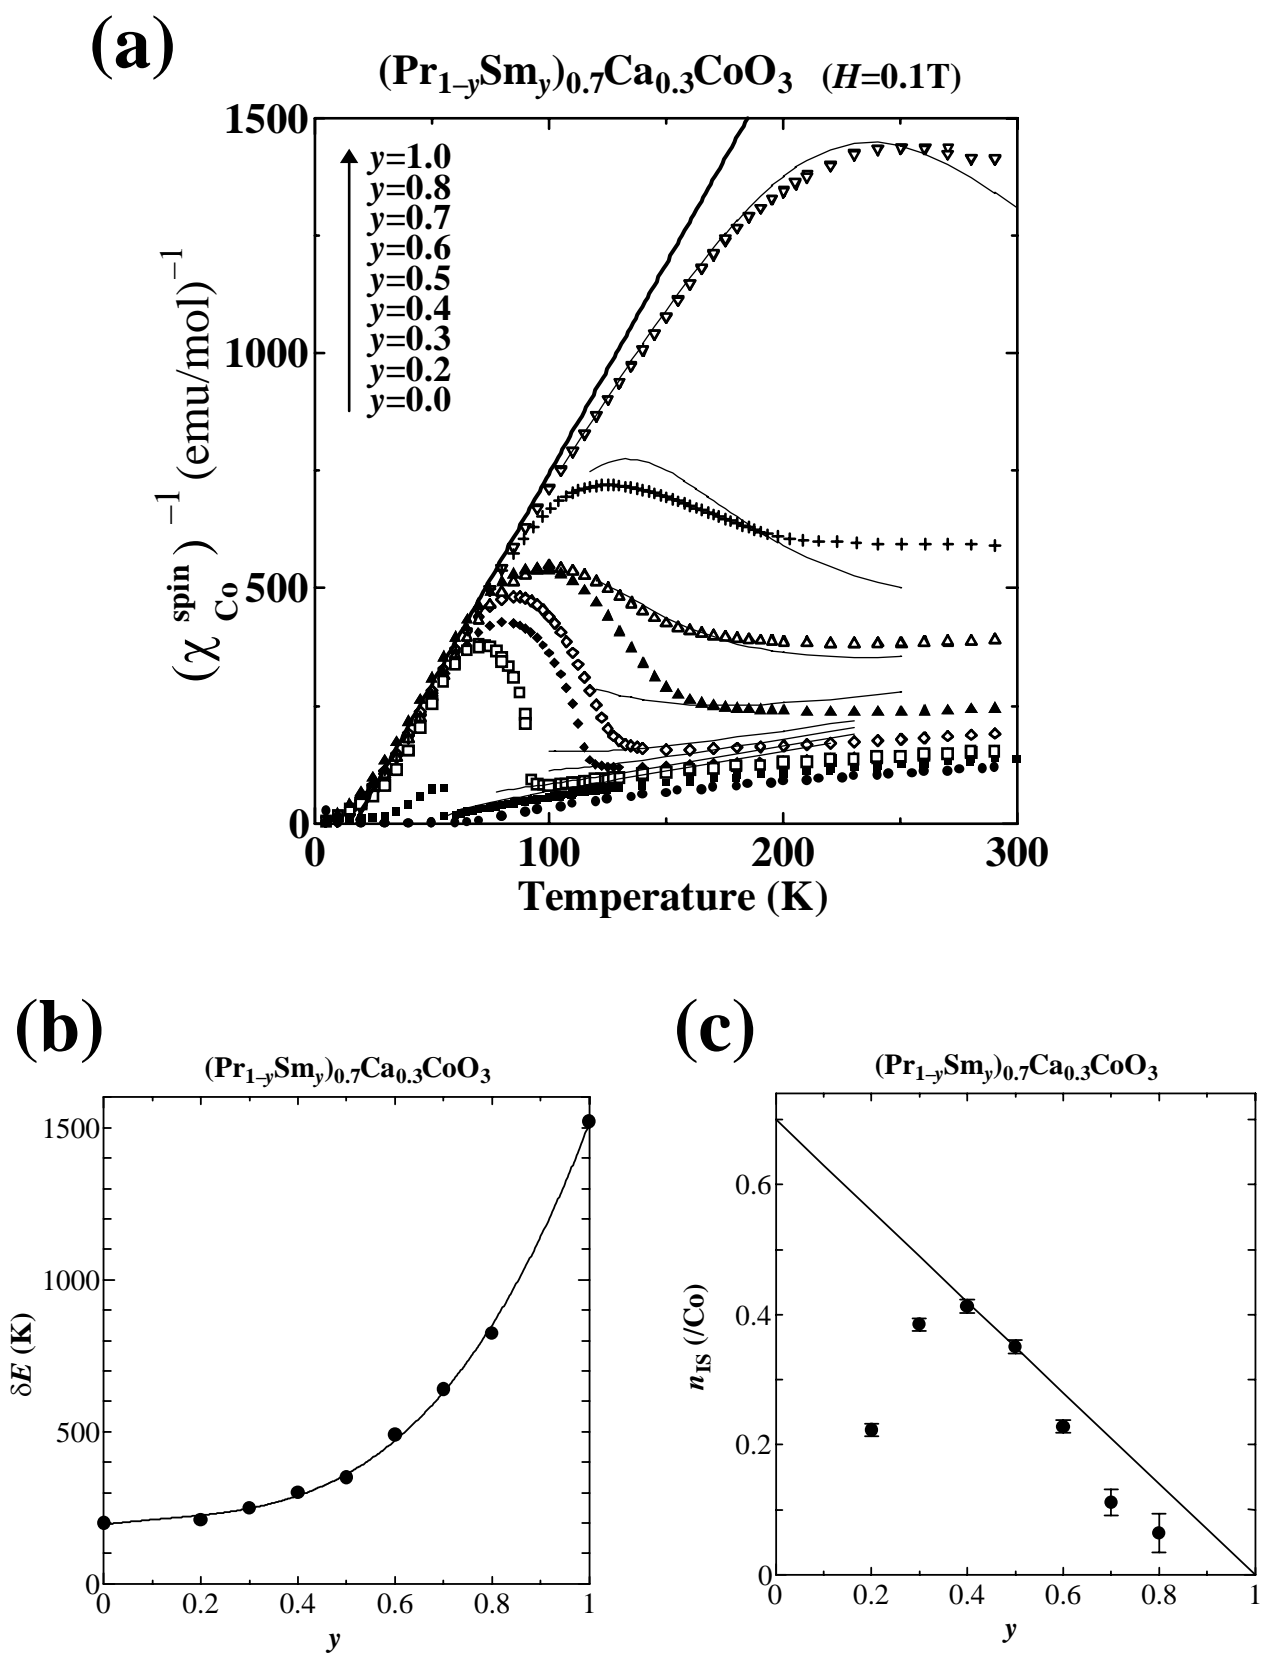 (a)
(Pr1–ySmy)0.7Ca0.3CoO3 (H=0.1T)
1500
1000
500
0
y=1.0
y=0.8
y=0.7
y=0.6
y=0.5
y=0.4
y=0.3
y=0.2
y=0.0
(χ spin Co ) −1 (emu/mol)−1
0 100 200 300
Temperature (K)
(b)
(Pr1–ySmy)0.7Ca0.3CoO3
1500
1000
500
0
δE (K)
0 0.2 0.4 0.6 0.8 1
y
(c)
(Pr1–ySmy)0.7Ca0.3CoO3
0.6
0.4
0.2
0
nIS (/Co)
0 0.2 0.4 0.6 0.8 1
y